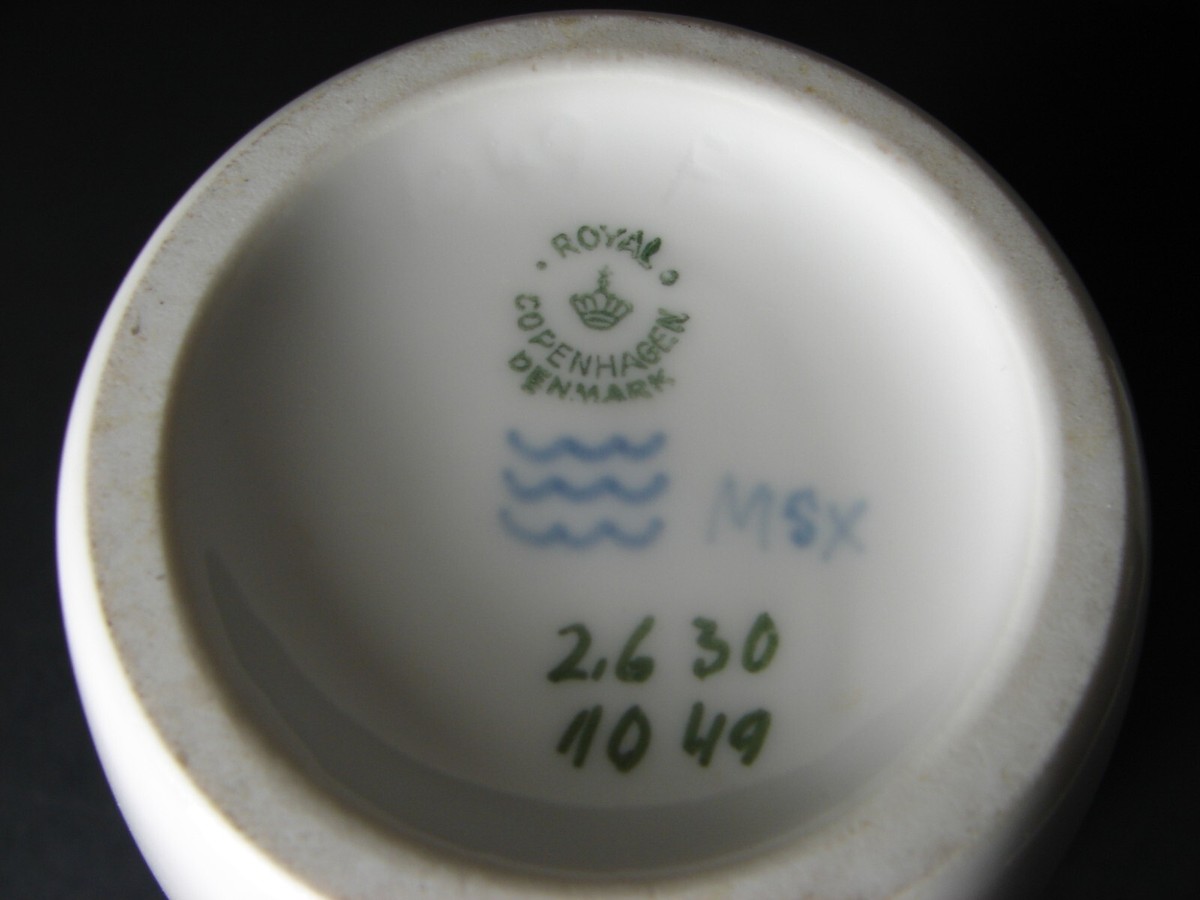 ROYAL
COPENHAGEN
DENMARK
MSX
2.6 30
10 49